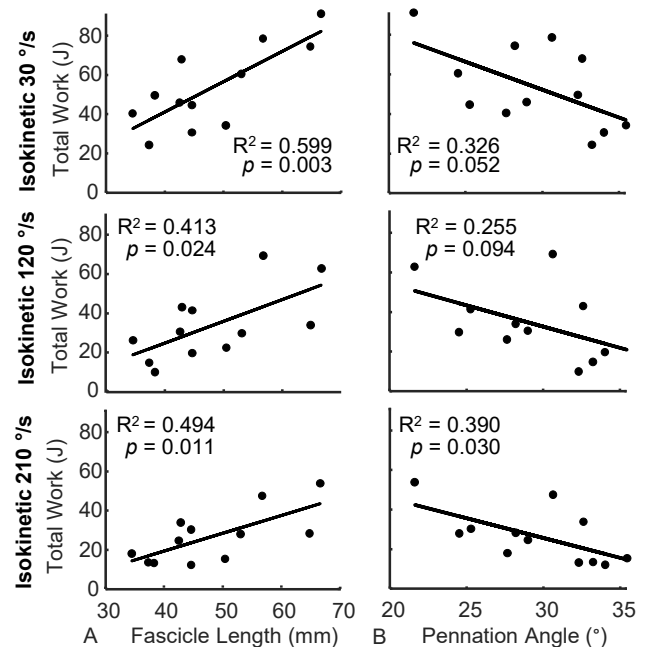 Isokinetic 30 °/s
Total Work (J)
80
60
40
20
0
R² = 0.599
p = 0.003
R² = 0.326
p = 0.052
Isokinetic 120 °/s
Total Work (J)
80
60
40
20
0
R² = 0.413
p = 0.024
R² = 0.255
p = 0.094
Isokinetic 210 °/s
Total Work (J)
80
60
40
20
0
R² = 0.494
p = 0.011
R² = 0.390
p = 0.030
30 40 50 60 70
20 25 30 35
A Fascicle Length (mm)
B Pennation Angle (°)